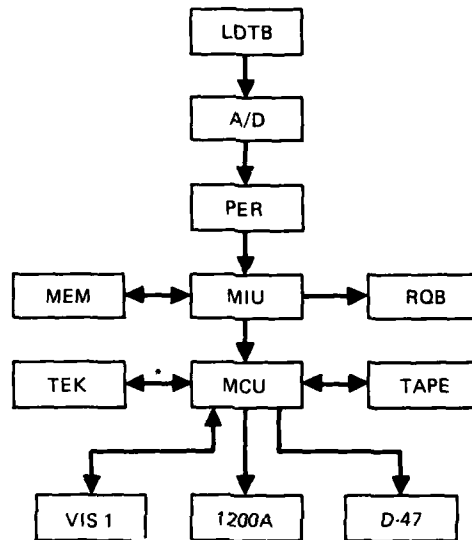 LDTB
A/D
PER
MEM
MIU
RQB
TEK
MCU
TAPE
VIS 1
1200A
D-47